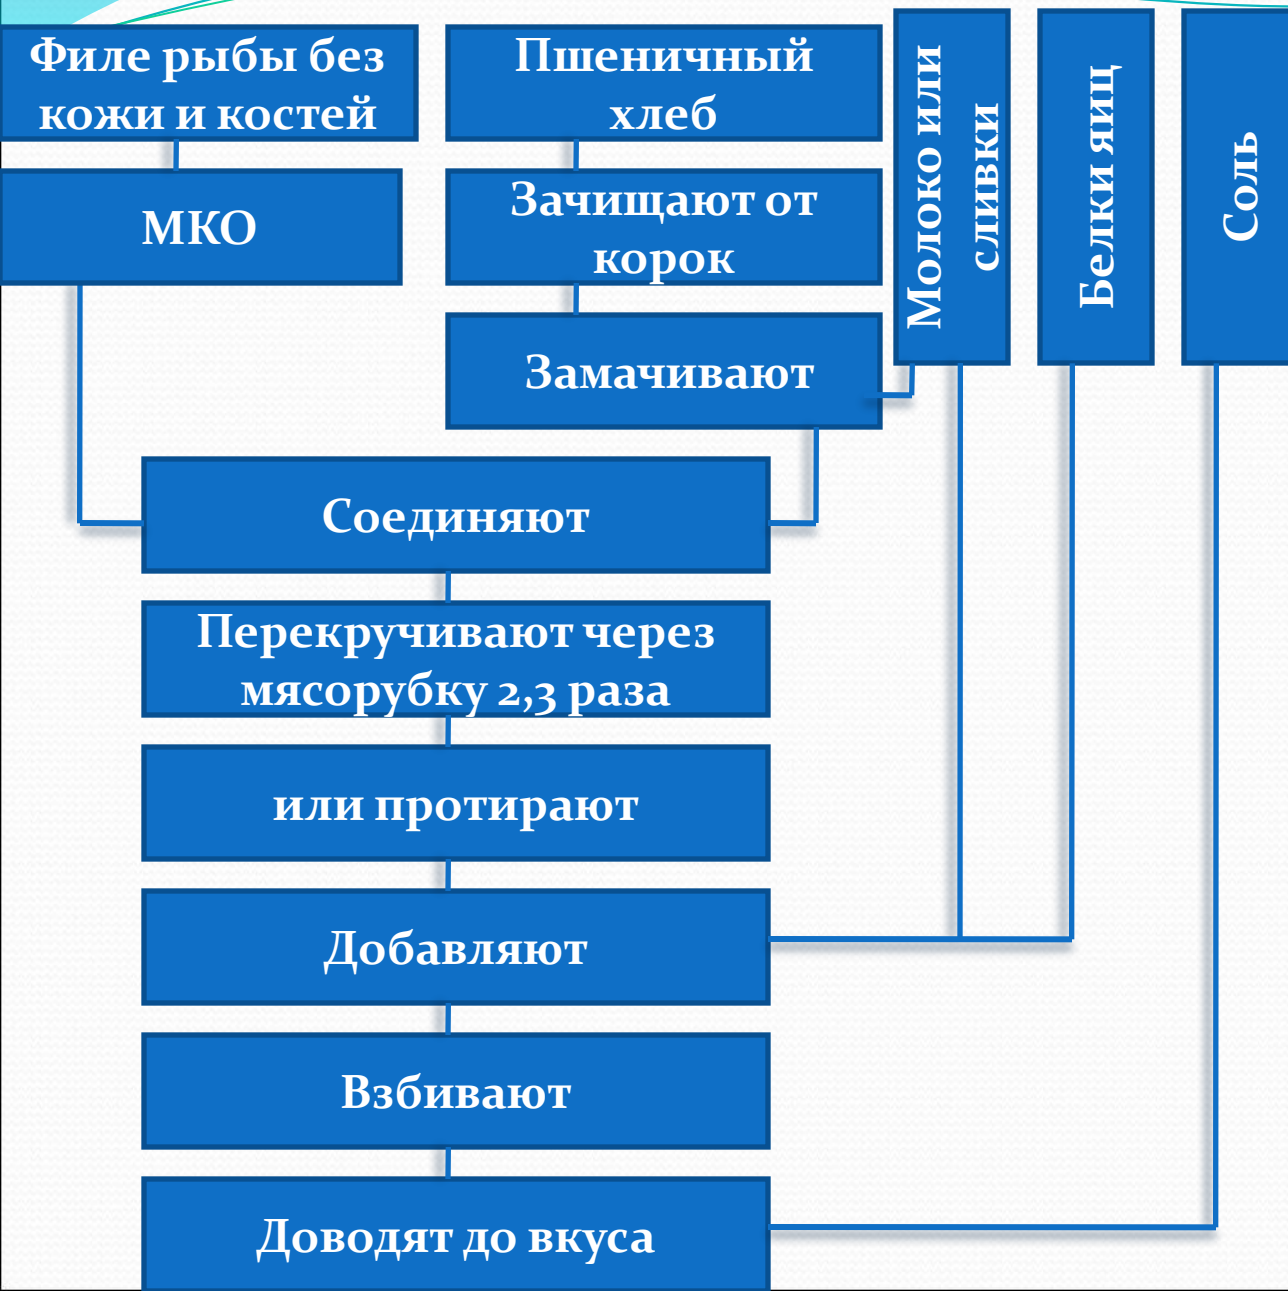 Филе рыбы без
кожи и костей
Пшеничный
хлеб
Молоко или
сливки
Белки яиц
Соль
МКО
Зачищают от
корок
Замачивают
Соединяют
Перекручивают через
мясорубку 2,3 раза
или протирают
Добавляют
Взбивают
Доводят до вкуса